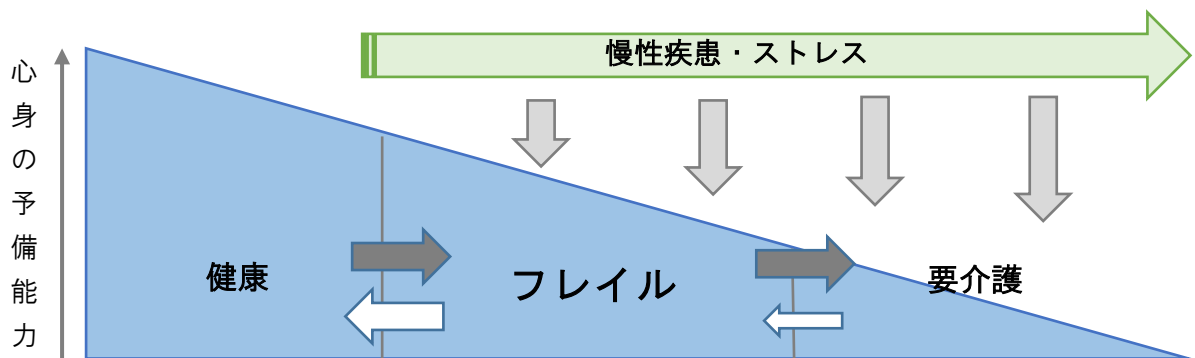 慢性疾患・ストレス
心身の予備能力
健康
フレイル
要介護